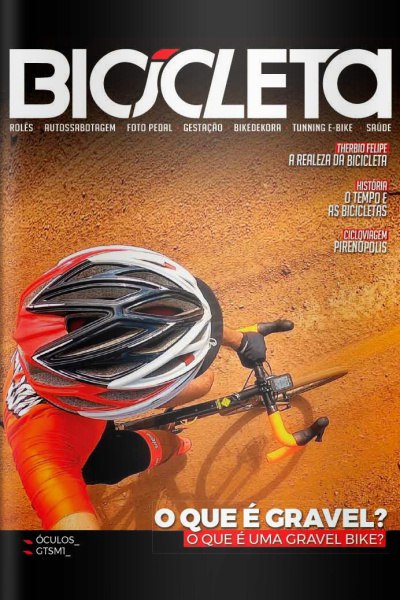 BICICLETA
ROLÊS AUTOSSABOTAGEM FOTO PEDAL GESTAÇÃO BIKEDEKORA TUNNING E-BIKE SAÚDE
THERBIO FELIPE
A REALEZA DA BICICLETA
HISTÓRIA
O TEMPO E
AS BICICLETAS
CICLOVIAGEM
PIRENÓPOLIS
O QUE É GRAVEL?
O QUE É UMA GRAVEL BIKE?
ÓCULOS_
GTSM1_